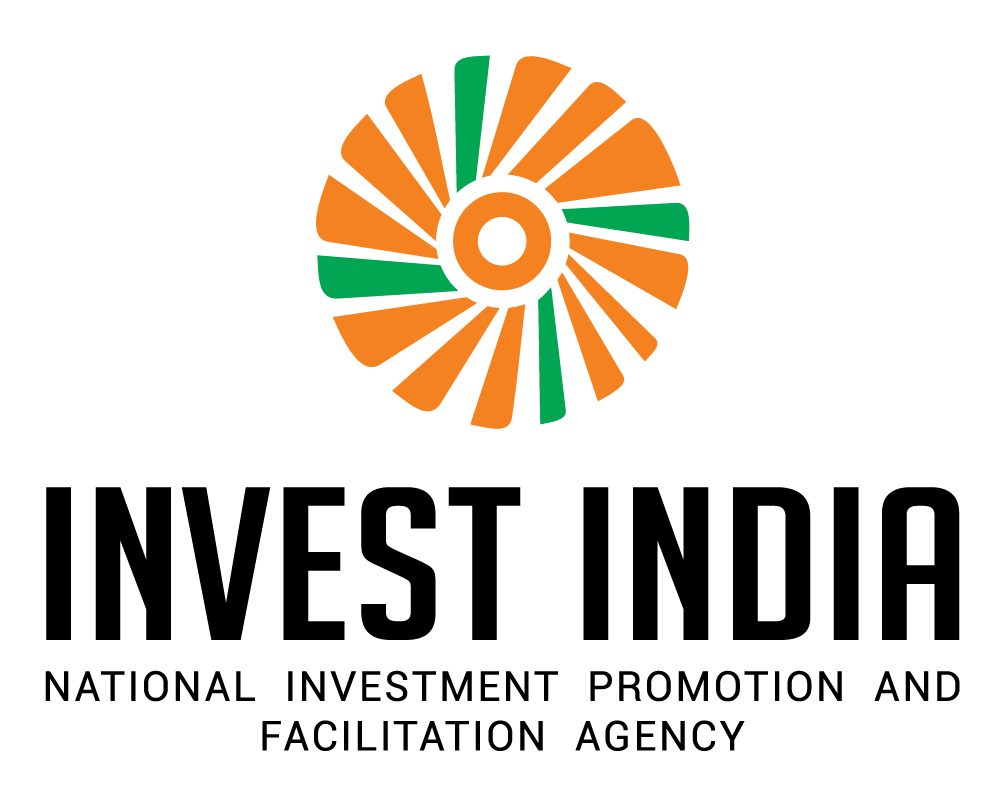 INVEST INDIA
NATIONAL INVESTMENT PROMOTION AND
FACILITATION AGENCY